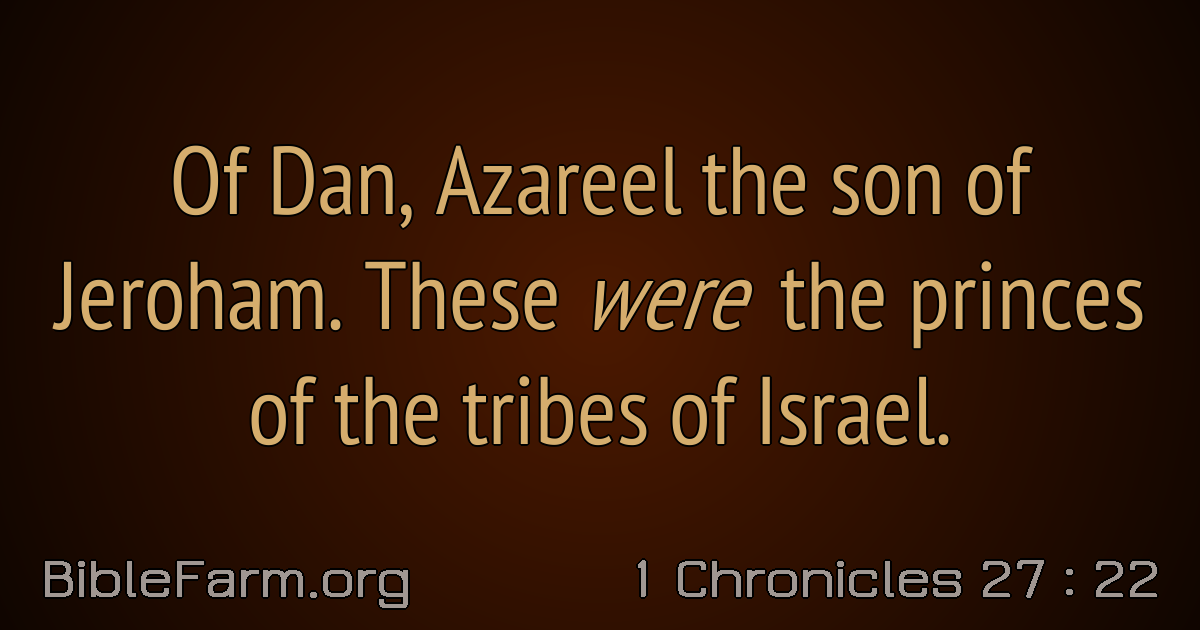 Of Dan, Azareel the son of
Jeroham. These were the princes
of the tribes of Israel.
BibleFarm.org
1 Chronicles 27 : 22